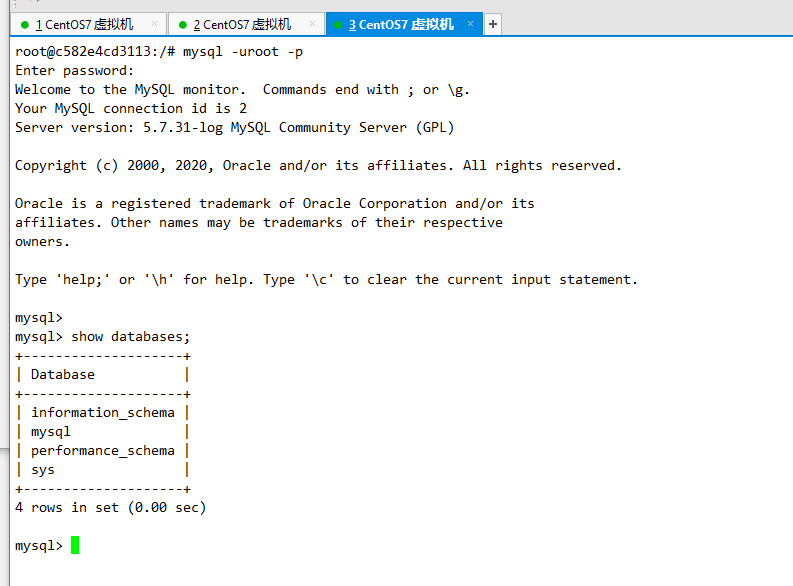 1 CentOS7 虚拟机 × 2 CentOS7 虚拟机 × 3 CentOS7 虚拟机 × +
root@c582e4cd3113:/# mysql -uroot -p
Enter password:
Welcome to the MySQL monitor.  Commands end with ; or \g.
Your MySQL connection id is 2
Server version: 5.7.31-log MySQL Community Server (GPL)
Copyright (c) 2000, 2020, Oracle and/or its affiliates. All rights reserved.
Oracle is a registered trademark of Oracle Corporation and/or its
affiliates. Other names may be trademarks of their respective
owners.
Type 'help;' or '\h' for help. Type '\c' to clear the current input statement.
mysql>
mysql> show databases;
+--------------------+
| Database           |
+--------------------+
| information_schema |
| mysql              |
| performance_schema |
| sys                |
+--------------------+
4 rows in set (0.00 sec)
mysql>